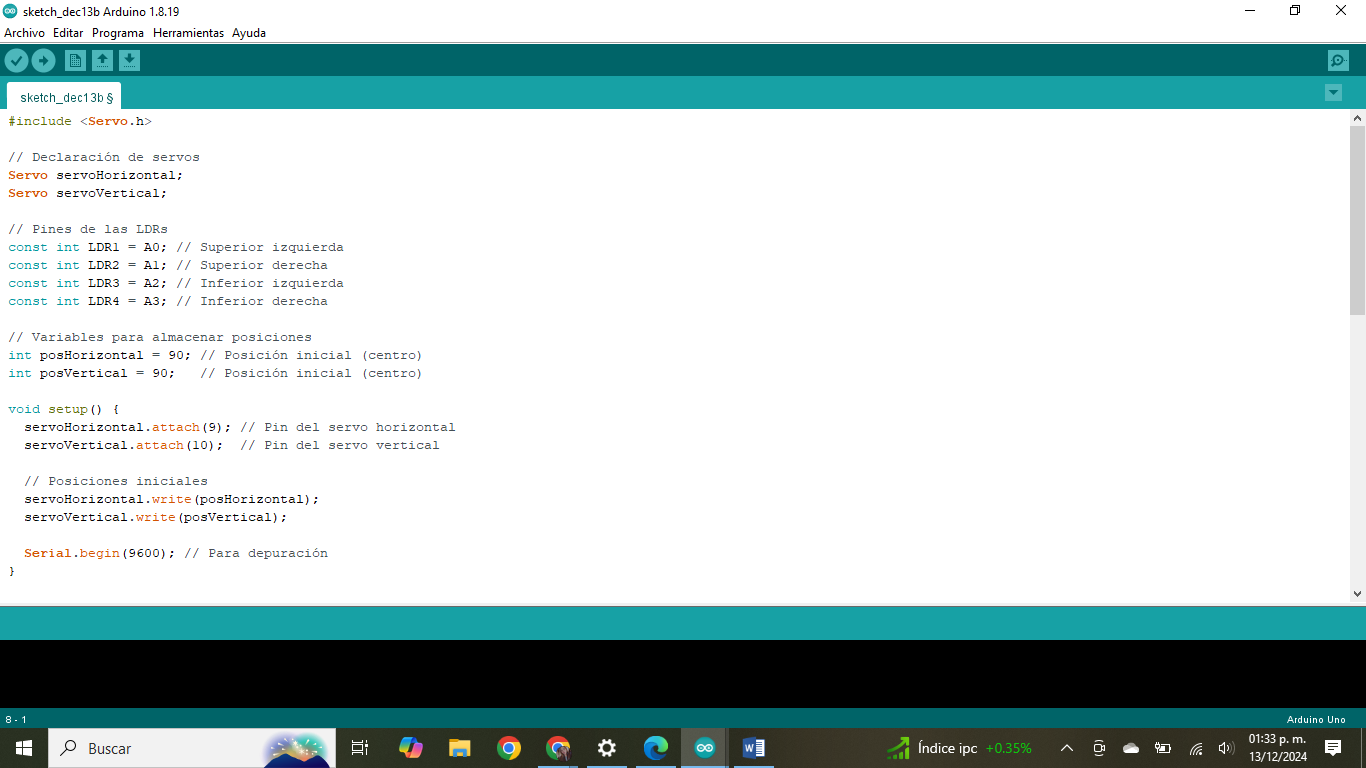 sketch_dec13b Arduino 1.8.19
Archivo Editar Programa Herramientas Ayuda
sketch_dec13b §
#include <Servo.h>
// Declaración de servos
Servo servoHorizontal;
Servo servoVertical;
// Pines de las LDRs
const int LDR1 = A0; // Superior izquierda
const int LDR2 = A1; // Superior derecha
const int LDR3 = A2; // Inferior izquierda
const int LDR4 = A3; // Inferior derecha
// Variables para almacenar posiciones
int posHorizontal = 90; // Posición inicial (centro)
int posVertical = 90;   // Posición inicial (centro)
void setup() {
  servoHorizontal.attach(9); // Pin del servo horizontal
  servoVertical.attach(10);  // Pin del servo vertical
  // Posiciones iniciales
  servoHorizontal.write(posHorizontal);
  servoVertical.write(posVertical);
  Serial.begin(9600); // Para depuración
}
8 - 1
Arduino Uno
Buscar
Índice ipc +0.35%
01:33 p. m.
13/12/2024